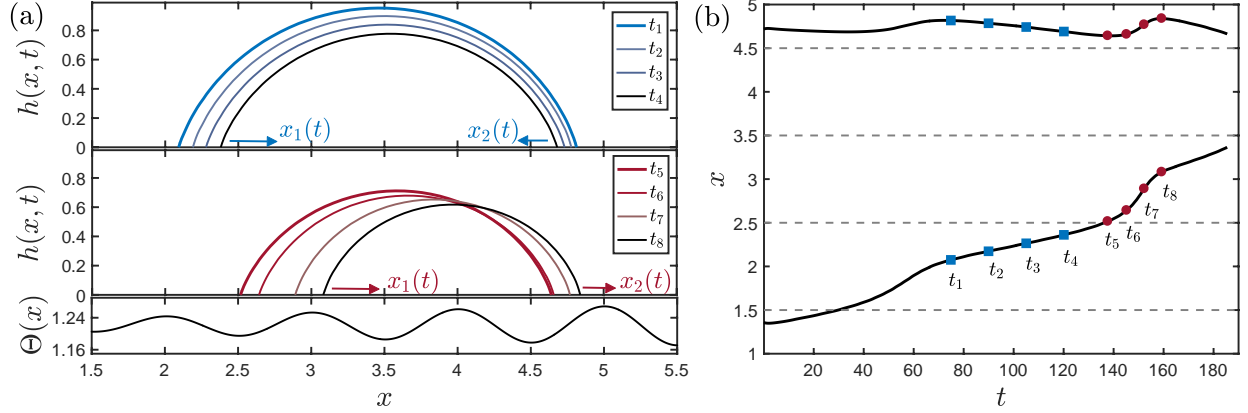 (a)
h(x, t)
0.8
0.6
0.4
0.2
0
t₁
t₂
t₃
t₄
x₁(t)
x₂(t)
h(x, t)
0.8
0.6
0.4
0.2
0
t₅
t₆
t₇
t₈
x₁(t)
x₂(t)
Θ(x)
1.24
1.16
1.5 2 2.5 3 3.5 4 4.5 5 5.5
x
(b)
x
5
4.5
4
3.5
3
2.5
2
1.5
1
t₁
t₂
t₃
t₄
t₅
t₆
t₇
t₈
20 40 60 80 100 120 140 160 180
t